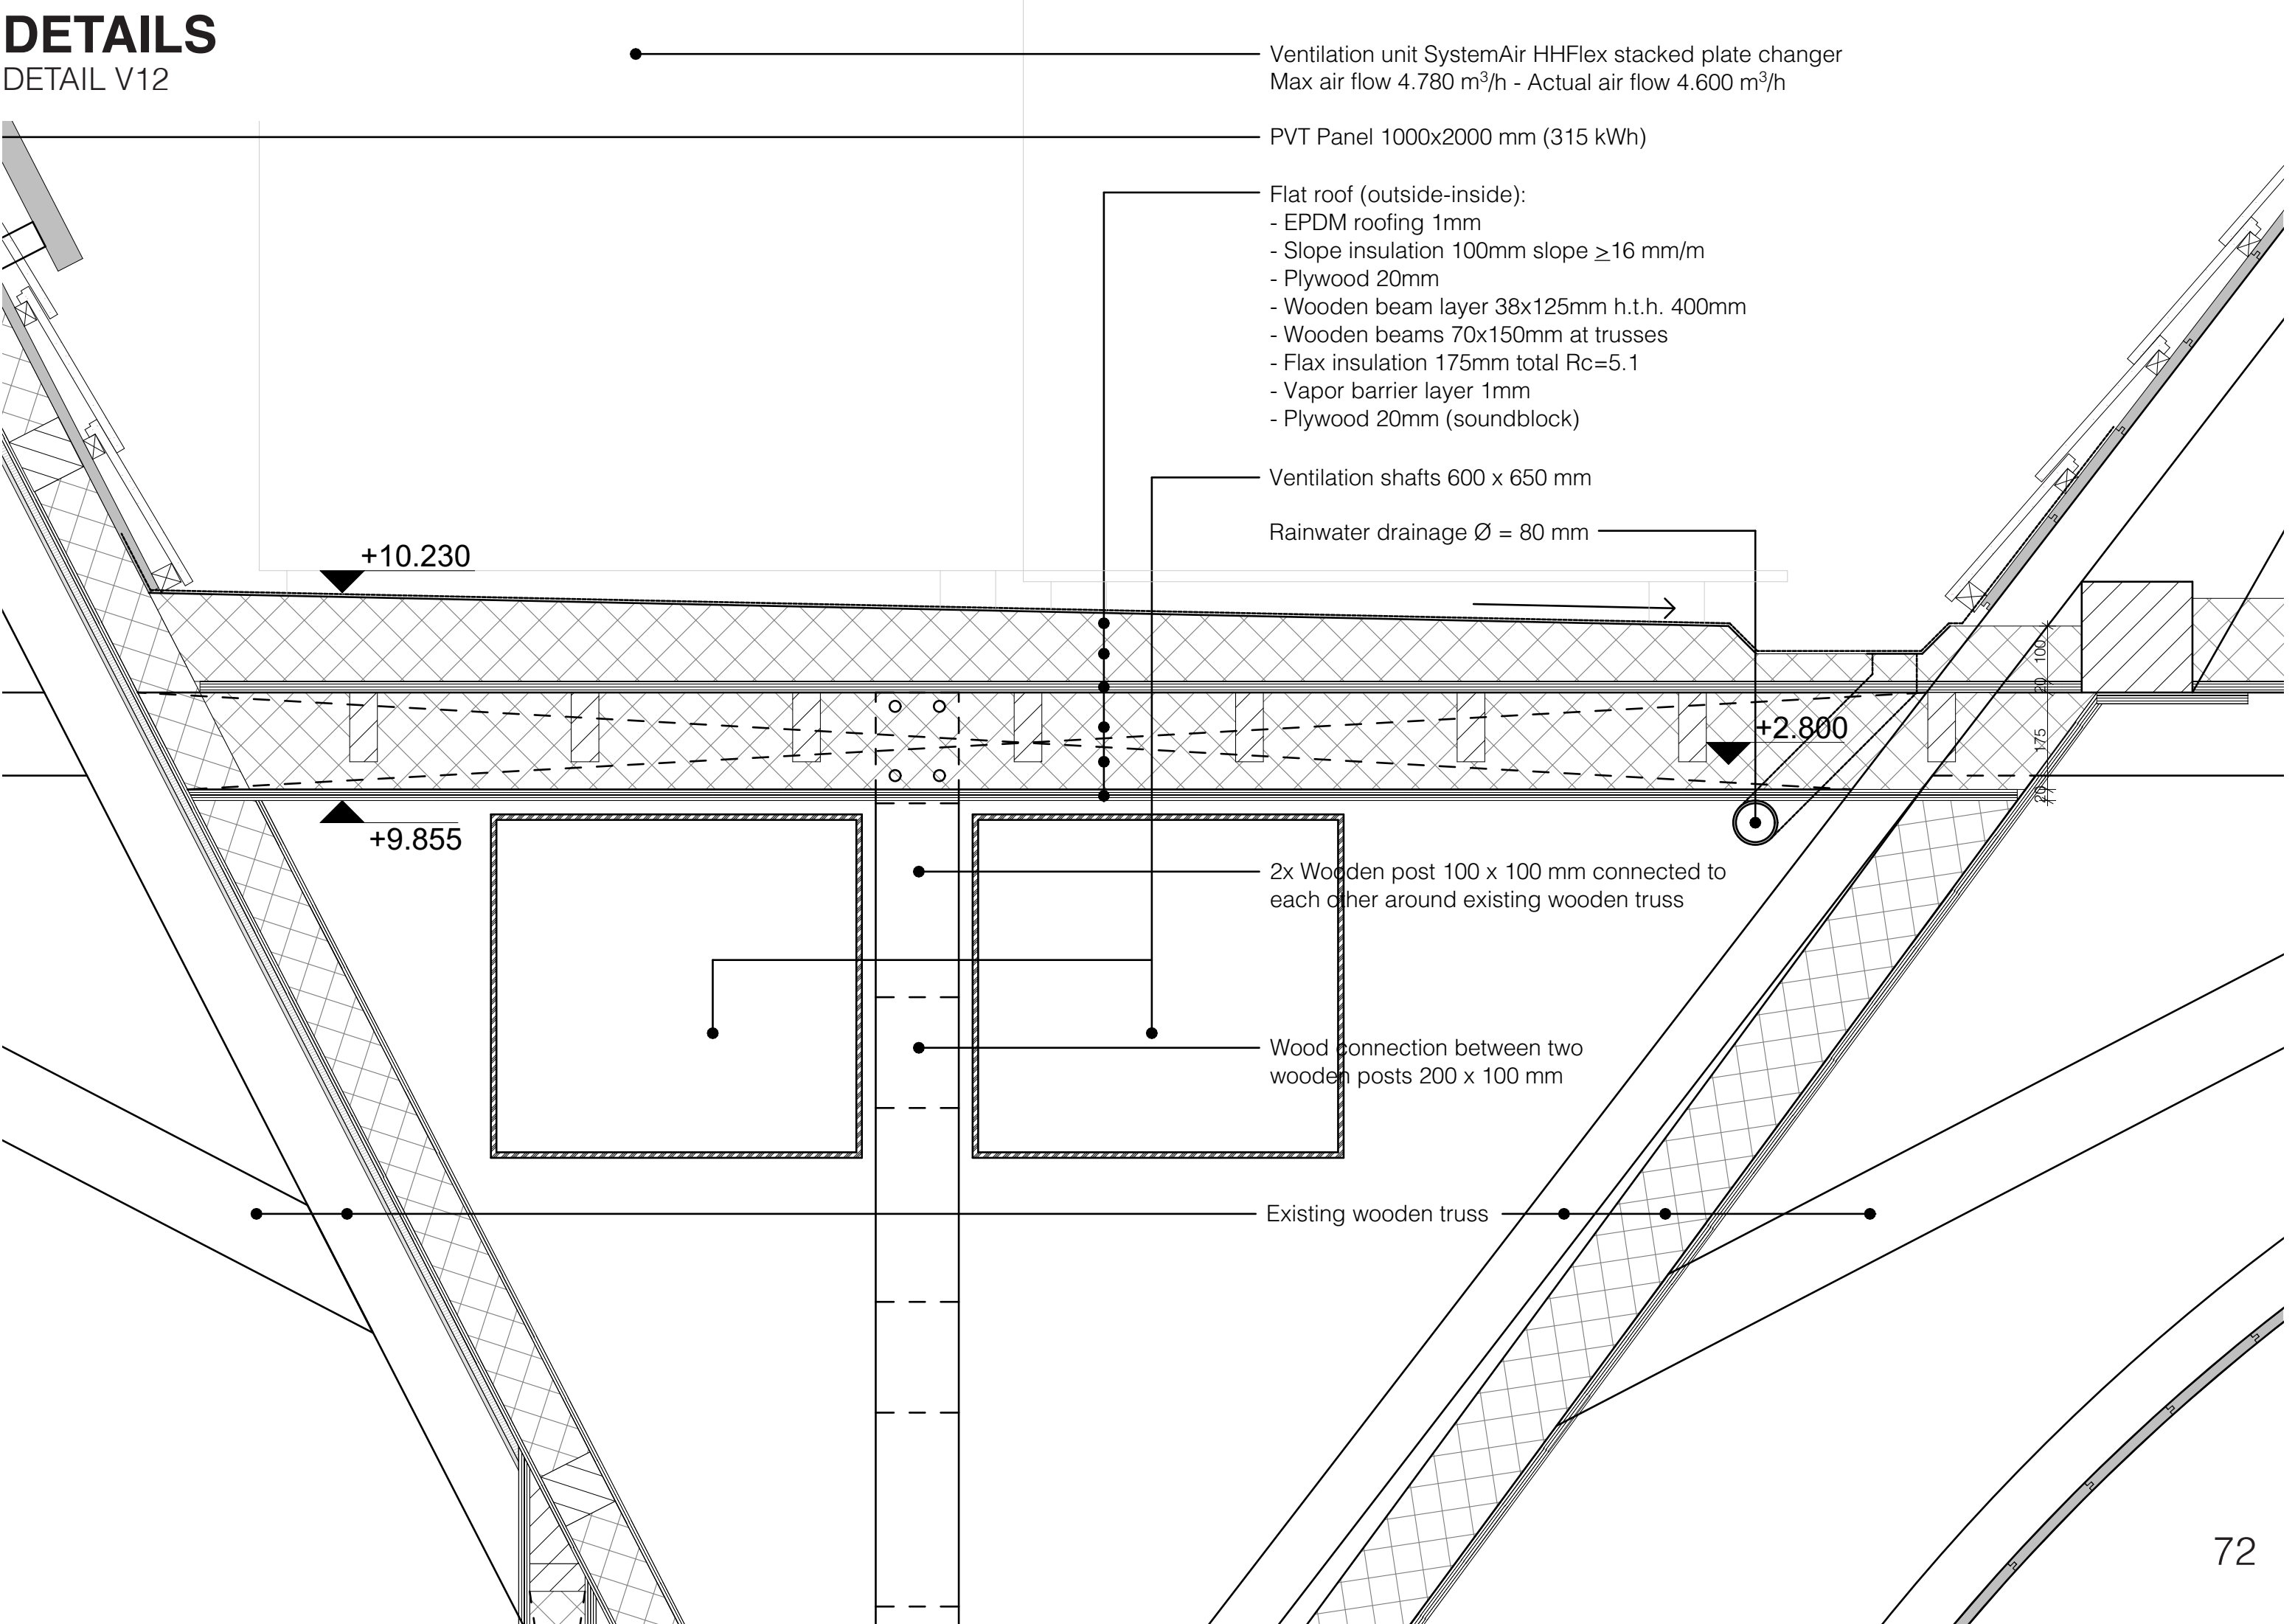 DETAILS
DETAIL V12
Ventilation unit SystemAir HHFlex stacked plate changer
Max air flow 4.780 m³/h - Actual air flow 4.600 m³/h
PVT Panel 1000x2000 mm (315 kWh)
Flat roof (outside-inside):
- EPDM roofing 1mm
- Slope insulation 100mm slope ≥16 mm/m
- Plywood 20mm
- Wooden beam layer 38x125mm h.t.h. 400mm
- Wooden beams 70x150mm at trusses
- Flax insulation 175mm total Rc=5.1
- Vapor barrier layer 1mm
- Plywood 20mm (soundblock)
Ventilation shafts 600 x 650 mm
Rainwater drainage Ø = 80 mm
+10.230
100
20
+2.800
175
20
+9.855
2x Wooden post 100 x 100 mm connected to
each other around existing wooden truss
Wood connection between two
wooden posts 200 x 100 mm
Existing wooden truss
72